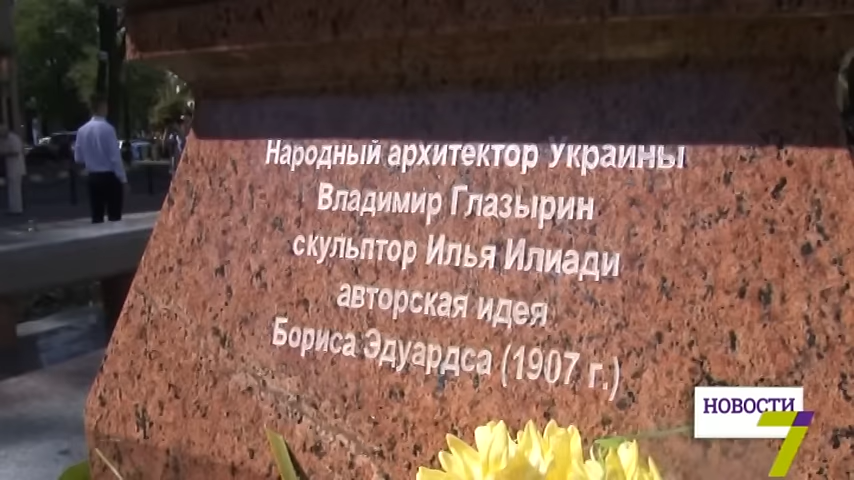 Народный архитектор Украины
Владимир Глазырин
скульптор Илья Илиади
авторская идея
Бориса Эдуардса (1907 г.)
НОВОСТИ
7